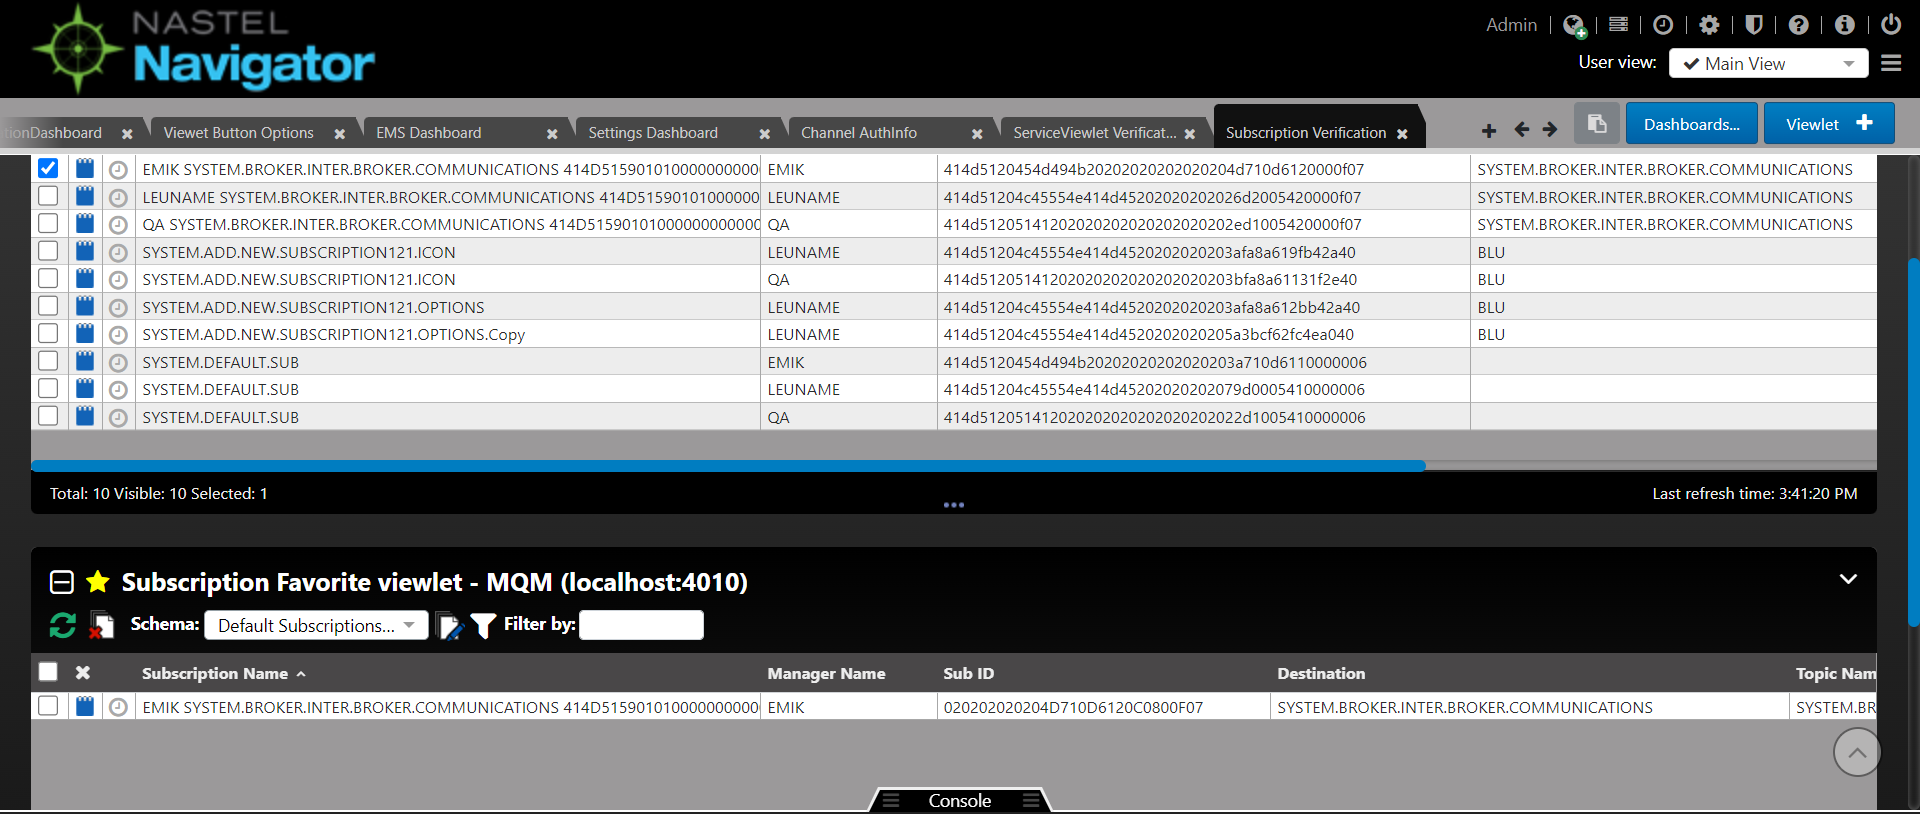 NASTEL
Navigator
Admin
User view: Main View
tionDashboard Viewet Button Options EMS Dashboard Settings Dashboard Channel AuthInfo ServiceViewlet Verificat... Subscription Verification Dashboards... Viewlet
EMIK SYSTEM.BROKER.INTER.BROKER.COMMUNICATIONS 414D51590101000000000 EMIK 414d5120454d494b20202020202020204d710d6120000f07 SYSTEM.BROKER.INTER.BROKER.COMMUNICATIONS
LEUNAME SYSTEM.BROKER.INTER.BROKER.COMMUNICATIONS 414D51590101000000 LEUNAME 414d51204c45554e414d45202020202026d2005420000f07 SYSTEM.BROKER.INTER.BROKER.COMMUNICATIONS
QA SYSTEM.BROKER.INTER.BROKER.COMMUNICATIONS 414D51590101000000000000 QA 414d51205141202020202020202020202ed1005420000f07 SYSTEM.BROKER.INTER.BROKER.COMMUNICATIONS
SYSTEM.ADD.NEW.SUBSCRIPTION121.ICON LEUNAME 414d51204c45554e414d4520202020203afa8a619fb42a40 BLU
SYSTEM.ADD.NEW.SUBSCRIPTION121.ICON QA 414d5120514120202020202020202020203bfa8a61131f2e40 BLU
SYSTEM.ADD.NEW.SUBSCRIPTION121.OPTIONS LEUNAME 414d51204c45554e414d4520202020203afa8a612bb42a40 BLU
SYSTEM.ADD.NEW.SUBSCRIPTION121.OPTIONS.Copy LEUNAME 414d51204c45554e414d4520202020205a3bcf62fc4ea040 BLU
SYSTEM.DEFAULT.SUB EMIK 414d5120454d494b20202020202020203a710d6110000006
SYSTEM.DEFAULT.SUB LEUNAME 414d51204c45554e414d45202020202079d0005410000006
SYSTEM.DEFAULT.SUB QA 414d51205141202020202020202020202022d1005410000006
Total: 10 Visible: 10 Selected: 1 Last refresh time: 3:41:20 PM
Subscription Favorite viewlet - MQM (localhost:4010)
Schema: Default Subscriptions... Filter by:
Subscription Name Manager Name Sub ID Destination Topic Nam
EMIK SYSTEM.BROKER.INTER.BROKER.COMMUNICATIONS 414D51590101000000000 EMIK 020202020204D710D6120C0800F07 SYSTEM.BROKER.INTER.BROKER.COMMUNICATIONS SYSTEM.BR
Console